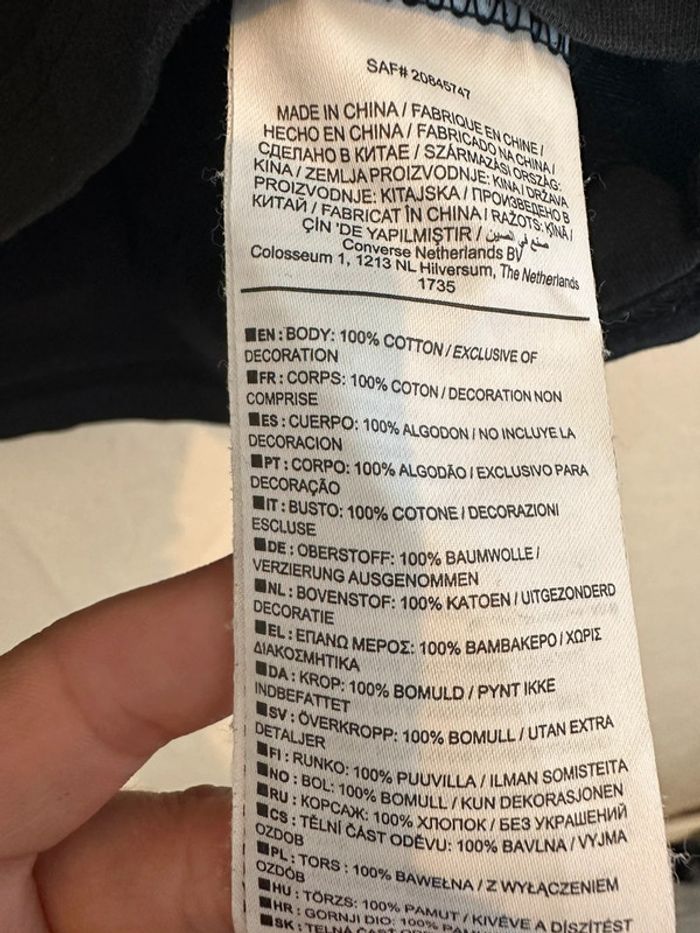 SAF# 20845747
MADE IN CHINA / FABRIQUE EN CHINE /
HECHO EN CHINA / FABRICADO NA CHINA /
СДЕЛАНО В КИТАЕ / SZÁRMAZÁSI ORSZÁG:
KINA / ZEMLJA PROIZVODNJE: KINA / DRŽAVA
PROIZVODNJE: KITAJSKA / ПРОИЗВЕДЕНО В
КИТАЙ / FABRICAT ÎN CHINA / RAŽOTS: ĶĪNĀ /
ÇİN 'DE YAPILMIŞTIR / صنع في الصين
Converse Netherlands BV
Colosseum 1, 1213 NL Hilversum, The Netherlands
1735
EN : BODY: 100% COTTON / EXCLUSIVE OF
DECORATION
FR : CORPS: 100% COTON / DECORATION NON
COMPRISE
ES : CUERPO: 100% ALGODON / NO INCLUYE LA
DECORACION
PT : CORPO: 100% ALGODÃO / EXCLUSIVO PARA
DECORAÇÃO
IT : BUSTO: 100% COTONE / DECORAZIONI
ESCLUSE
DE : OBERSTOFF: 100% BAUMWOLLE /
VERZIERUNG AUSGENOMMEN
NL : BOVENSTOF: 100% KATOEN / UITGEZONDERD
DECORATIE
EL : ΕΠΑΝΩ ΜΕΡΟΣ: 100% ΒΑΜΒΑΚΕΡΟ / ΧΩΡΙΣ
ΔΙΑΚΟΣΜΗΤΙΚΑ
DA : KROP: 100% BOMULD / PYNT IKKE
INDBEFATTET
SV : ÖVERKROPP: 100% BOMULL / UTAN EXTRA
DETALJER
FI : RUNKO: 100% PUUVILLA / ILMAN SOMISTEITA
NO : BOL: 100% BOMULL / KUN DEKORASJONEN
RU : КОРСАЖ: 100% ХЛОПОК / БЕЗ УКРАШЕНИЙ
CS : TĚLNÍ ČÁST ODĚVU: 100% BAVLNA / VYJMA
OZDOB
PL : TORS : 100% BAWEŁNA / Z WYŁĄCZENIEM
OZDÓB
HU : TÖRZS: 100% PAMUT / KIVÉVE A DÍSZÍTÉST
HR : GORNJI DIO: 100%
SK : TELNÁ